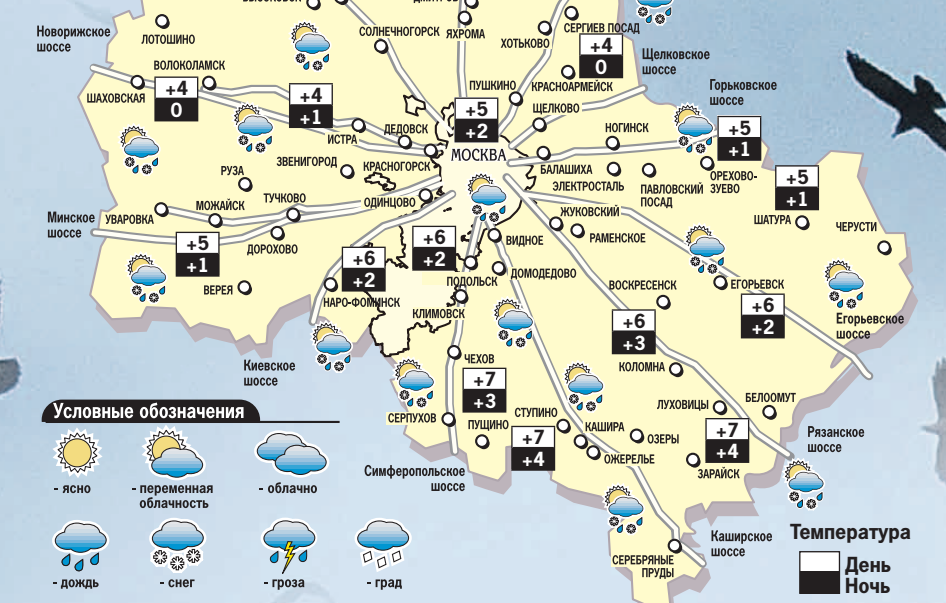 Новорижское
шоссе
ЛОТОШИНО
СОЛНЕЧНОГОРСК
ЯХРОМА
СЕРГИЕВ ПОСАД
ХОТЬКОВО
+4
0
Щелковское
шоссе
ВОЛОКОЛАМСК
ШАХОВСКАЯ
+4
0
+4
+1
ПУШКИНО
КРАСНОАРМЕЙСК
Горьковское
шоссе
+5
+2
ЩЕЛКОВО
ИСТРА
ДЕДОВСК
НОГИНСК
+5
+1
МОСКВА
ЗВЕНИГОРОД
КРАСНОГОРСК
БАЛАШИХА
ЭЛЕКТРОСТАЛЬ
ПАВЛОВСКИЙ
ПОСАД
ОРЕХОВО-
ЗУЕВО
+5
+1
РУЗА
ТУЧКОВО
ОДИНЦОВО
Минское
шоссе
УВАРОВКА
МОЖАЙСК
ЖУКОВСКИЙ
РАМЕНСКОЕ
ШАТУРА
ЧЕРУСТИ
+5
+1
ДОРОХОВО
+6
+2
+6
+2
ВИДНОЕ
ДОМОДЕДОВО
ПОДОЛЬСК
ВЕРЕЯ
НАРО-ФОМИНСК
КЛИМОВСК
ВОСКРЕСЕНСК
ЕГОРЬЕВСК
+6
+2
Егорьевское
шоссе
+6
+3
Киевское
шоссе
ЧЕХОВ
КОЛОМНА
+7
+3
СЕРПУХОВ
ПУЩИНО
СТУПИНО
КАШИРА
ЛУХОВИЦЫ
БЕЛООМУТ
+7
+4
ОЖЕРЕЛЬЕ
ОЗЕРЫ
+7
+4
ЗАРАЙСК
Рязанское
шоссе
Симферопольское
шоссе
СЕРЕБРЯНЫЕ
ПРУДЫ
Каширское
шоссе
Условные обозначения
- ясно
- переменная
облачность
- облачно
- дождь
- снег
- гроза
- град
Температура
День
Ночь